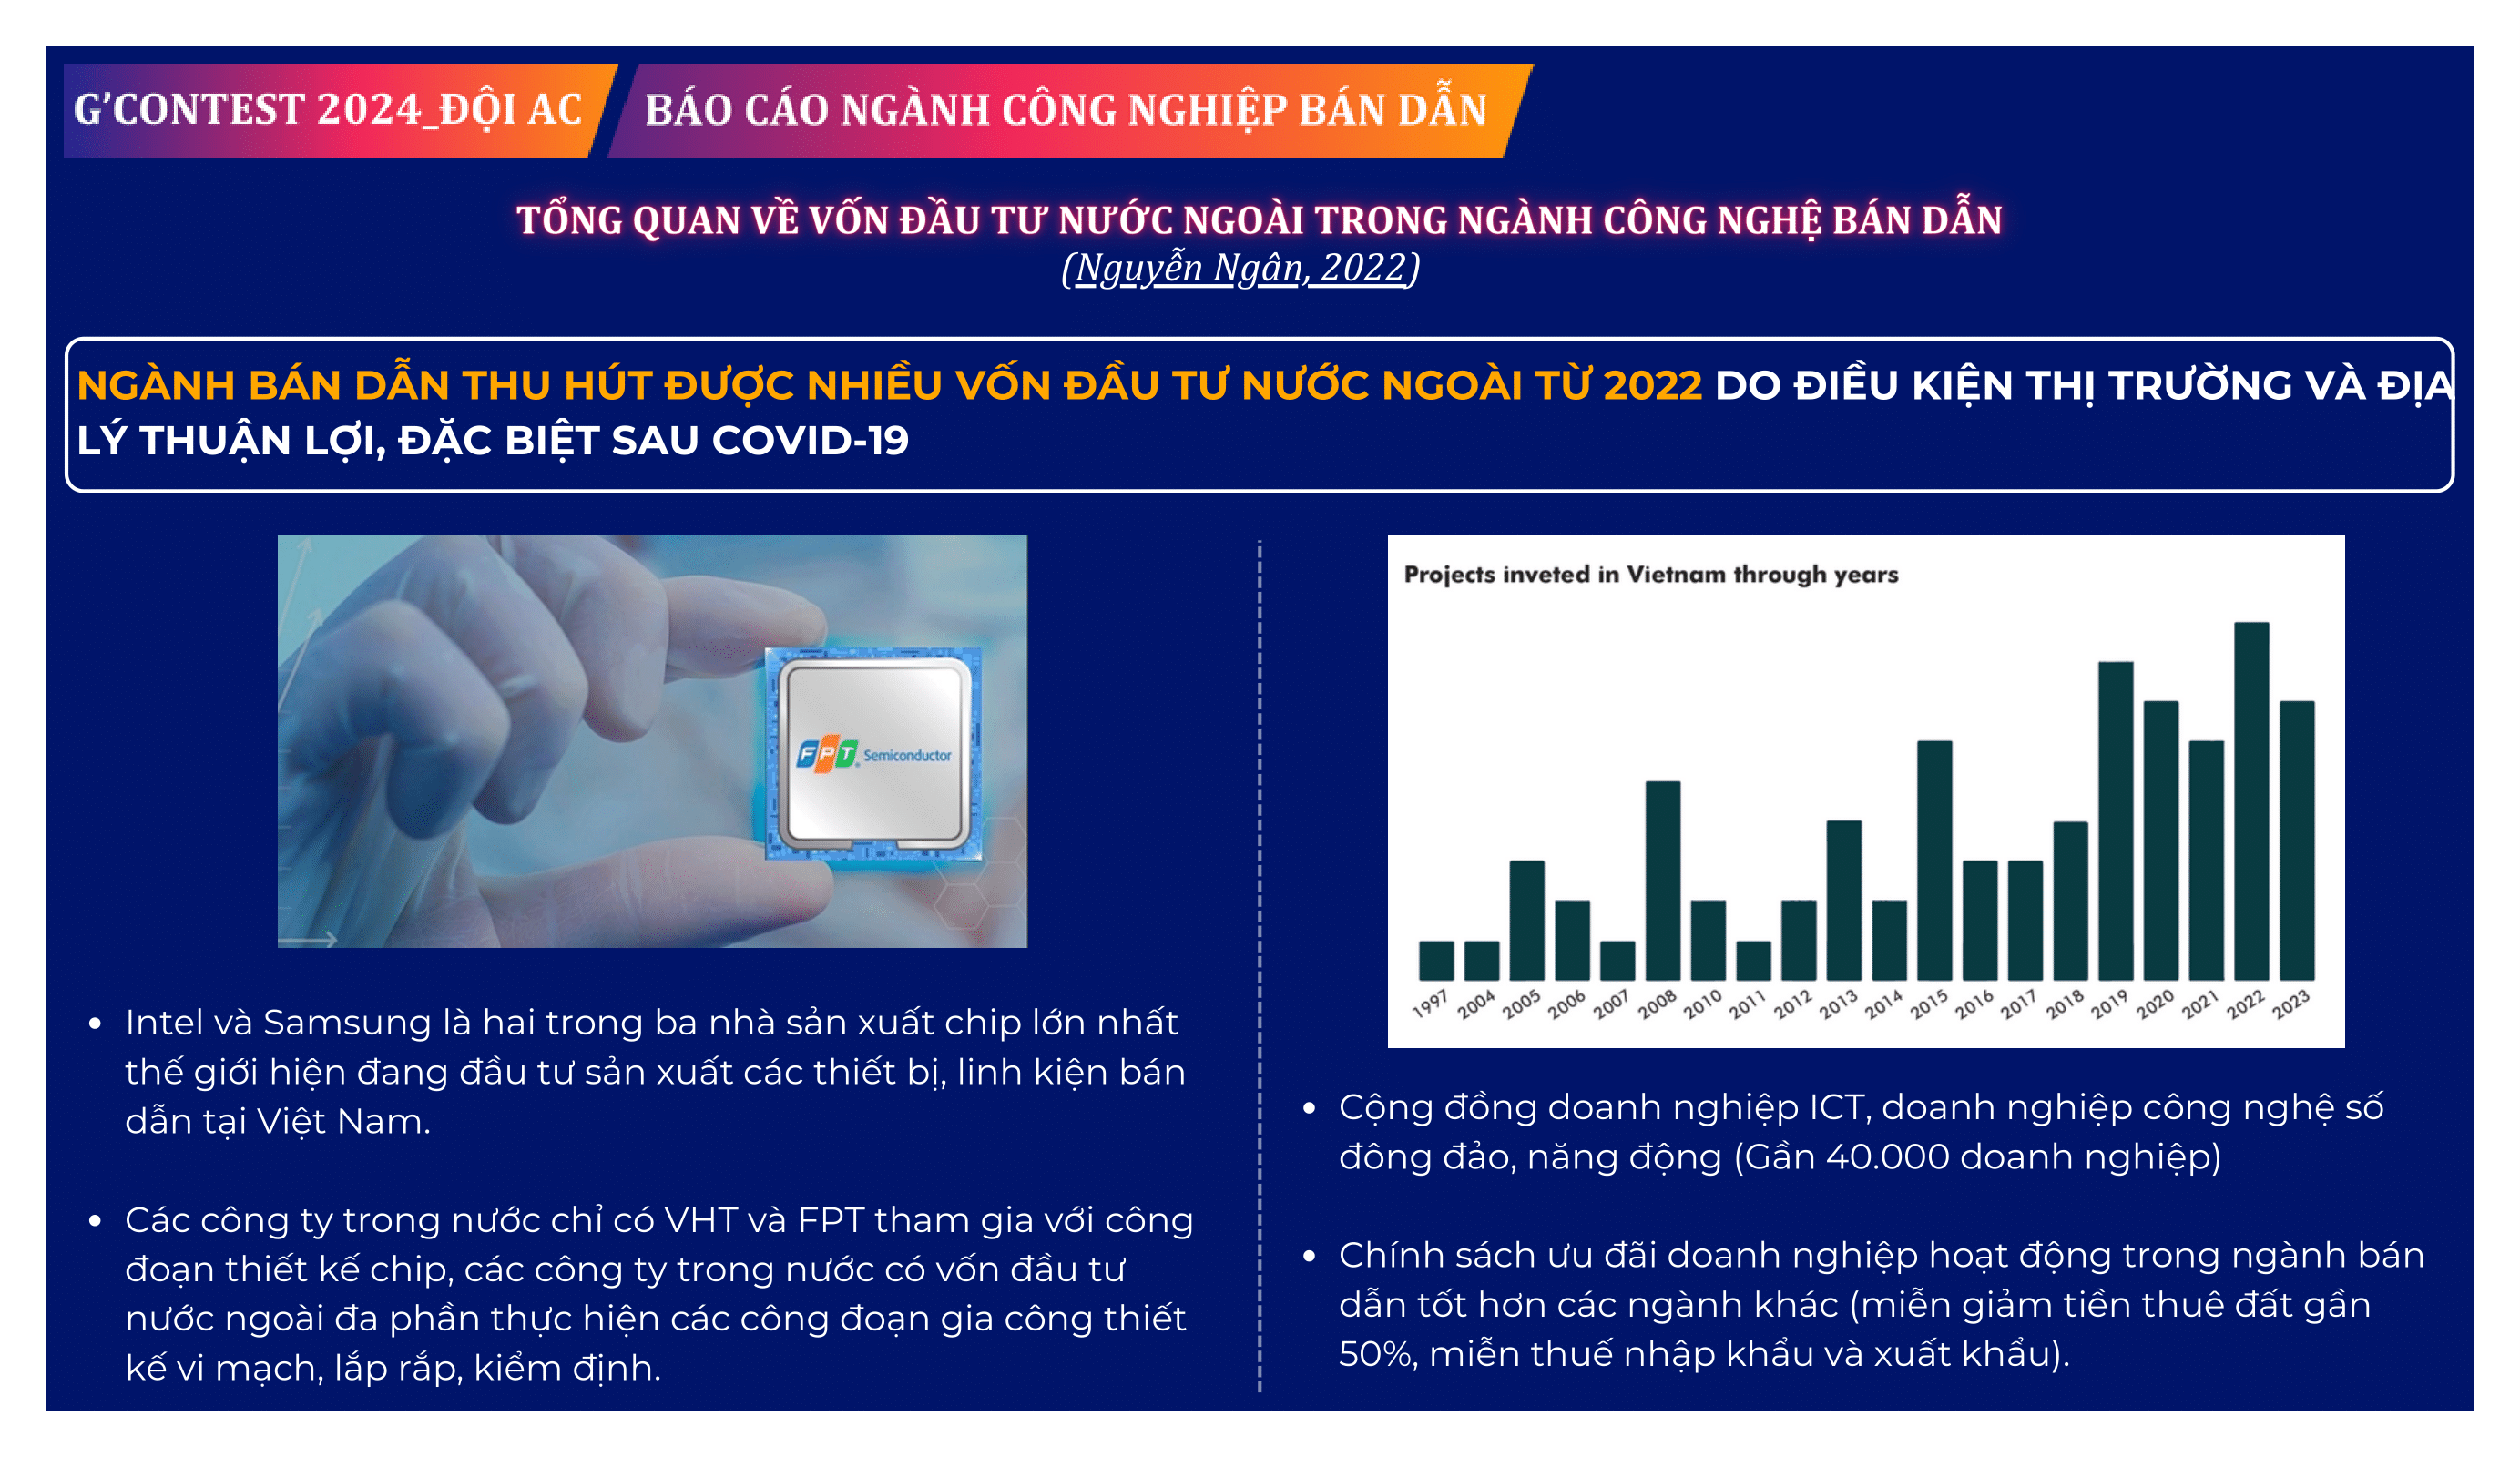 G’CONTEST 2024_ĐỘI AC
BÁO CÁO NGÀNH CÔNG NGHIỆP BÁN DẪN
TỔNG QUAN VỀ VỐN ĐẦU TƯ NƯỚC NGOÀI TRONG NGÀNH CÔNG NGHỆ BÁN DẪN
(Nguyễn Ngân, 2022)
NGÀNH BÁN DẪN THU HÚT ĐƯỢC NHIỀU VỐN ĐẦU TƯ NƯỚC NGOÀI TỪ 2022 DO ĐIỀU KIỆN THỊ TRƯỜNG VÀ ĐỊA
LÝ THUẬN LỢI, ĐẶC BIỆT SAU COVID-19
FPT Semiconductor
• Intel và Samsung là hai trong ba nhà sản xuất chip lớn nhất
thế giới hiện đang đầu tư sản xuất các thiết bị, linh kiện bán
dẫn tại Việt Nam.
• Các công ty trong nước chỉ có VHT và FPT tham gia với công
đoạn thiết kế chip, các công ty trong nước có vốn đầu tư
nước ngoài đa phần thực hiện các công đoạn gia công thiết
kế vi mạch, lắp rắp, kiểm định.
Projects inveted in Vietnam through years
1997 2004 2005 2006 2007 2008 2010 2011 2012 2013 2014 2015 2016 2017 2018 2019 2020 2021 2022 2023
• Cộng đồng doanh nghiệp ICT, doanh nghiệp công nghệ số
đông đảo, năng động (Gần 40.000 doanh nghiệp)
• Chính sách ưu đãi doanh nghiệp hoạt động trong ngành bán
dẫn tốt hơn các ngành khác (miễn giảm tiền thuê đất gần
50%, miễn thuế nhập khẩu và xuất khẩu).